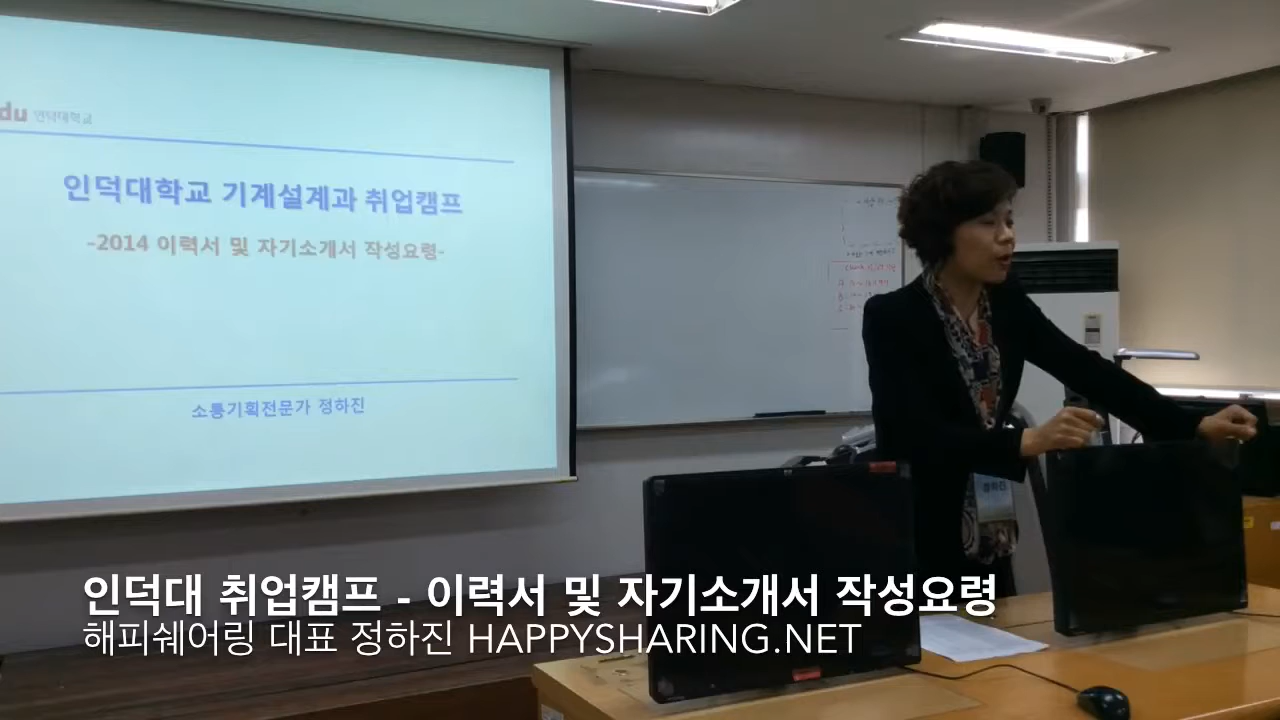 du 인덕대학교
인덕대학교 기계설계과 취업캠프
-2014 이력서 및 자기소개서 작성요령-
소통기획전문가 정하진
정하진
인덕대 취업캠프 - 이력서 및 자기소개서 작성요령
해피쉐어링 대표 정하진 HAPPYSHARING.NET